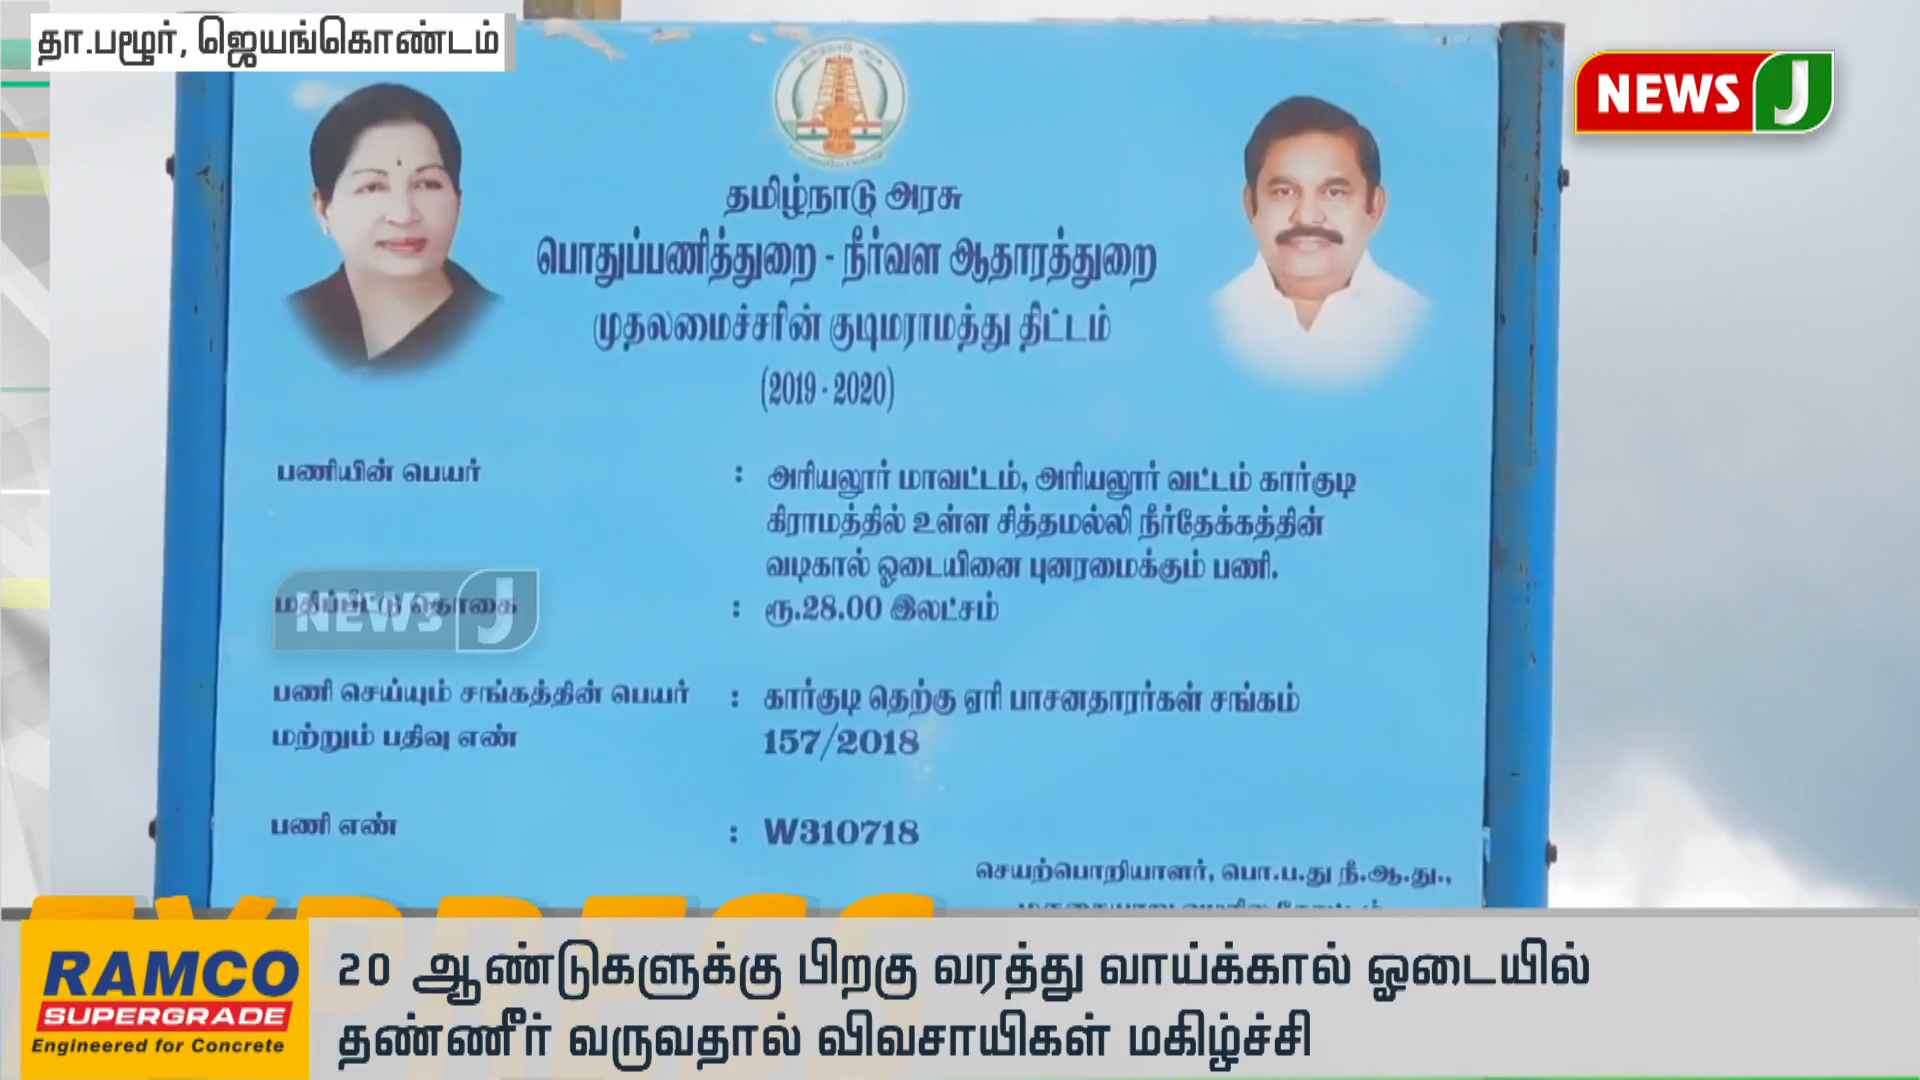 தா.பழூர், ஜெயங்கொண்டம்
NEWS J
தமிழ்நாடு அரசு
பொதுப்பணித்துறை - நீர்வள ஆதாரத்துறை
முதலமைச்சரின் குடிமராமத்து திட்டம்
(2019 - 2020)
பணியின் பெயர் : அரியலூர் மாவட்டம், அரியலூர் வட்டம் கார்குடி
கிராமத்தில் உள்ள சித்தமல்லி நீர்தேக்கத்தின்
வடிகால் ஓடையினை புனரமைக்கும் பணி.
மதிப்பீட்டு தொகை : ரூ.28.00 இலட்சம்
NEWS J
பணி செய்யும் சங்கத்தின் பெயர் : கார்குடி தெற்கு ஏரி பாசனதாரர்கள் சங்கம்
மற்றும் பதிவு எண் 157/2018
பணி எண் : W310718
செயற்பொறியாளர், பொ.ப.து நீ.ஆ.து.,
EXPRESS
RAMCO
SUPERGRADE
Engineered for Concrete
20 ஆண்டுகளுக்கு பிறகு வரத்து வாய்க்கால் ஓடையில்
தண்ணீர் வருவதால் விவசாயிகள் மகிழ்ச்சி